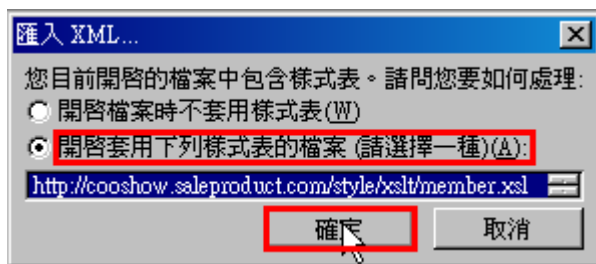 匯入 XML...
您目前開啓的檔案中包含樣式表。請問您要如何處理:
開啓檔案時不套用樣式表(W)
開啓套用下列樣式表的檔案 (請選擇一種)(A):
http://cooshow.saleproduct.com/style/xslt/member.xsl
確定 取消